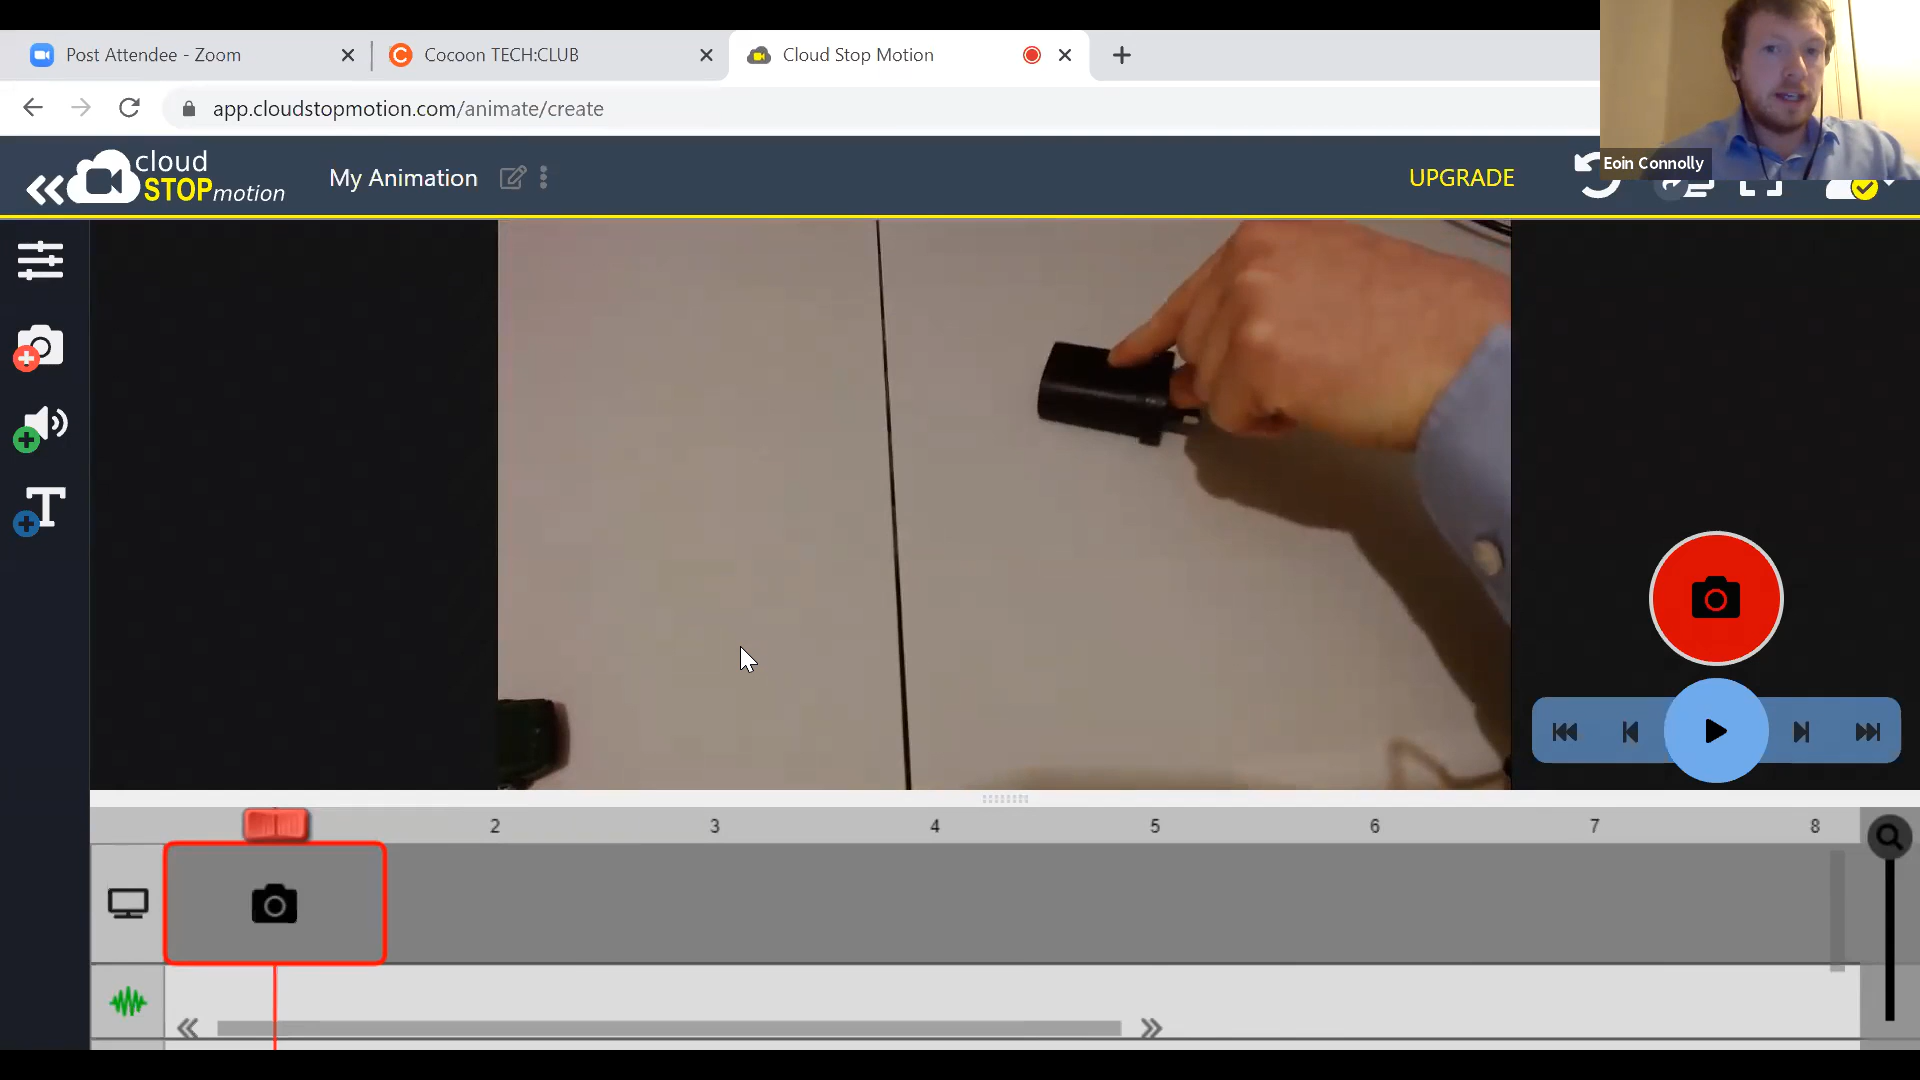 Post Attendee - Zoom
Cocoon TECH:CLUB
Cloud Stop Motion
app.cloudstopmotion.com/animate/create
cloud
STOPmotion
My Animation
UPGRADE
Eoin Connolly
2 3 4 5 6 7 8